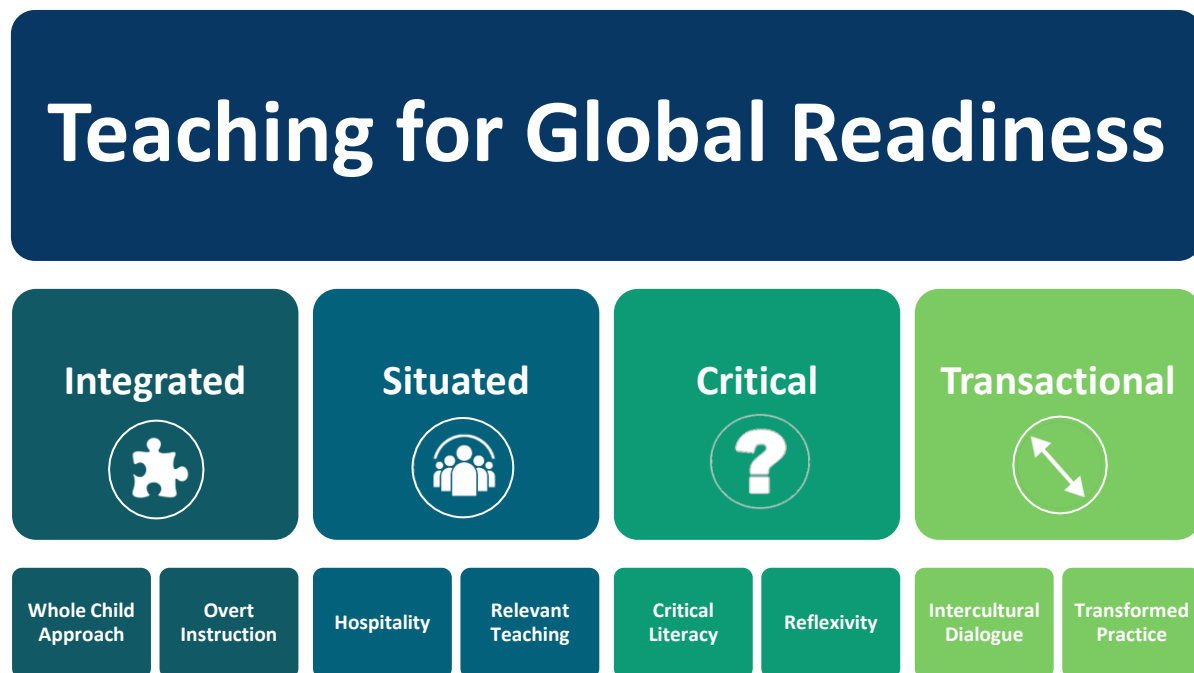 Teaching for Global Readiness
Integrated
Situated
Critical
Transactional
Whole Child
Approach
Overt
Instruction
Hospitality
Relevant
Teaching
Critical
Literacy
Reflexivity
Intercultural
Dialogue
Transformed
Practice